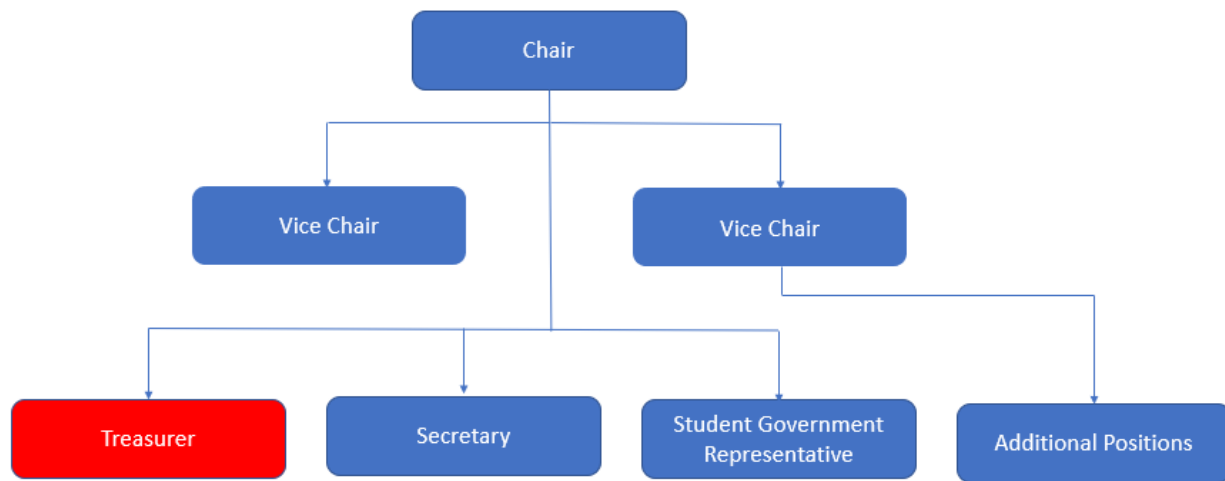 Chair
Vice Chair
Vice Chair
Treasurer
Secretary
Student Government
Representative
Additional Positions